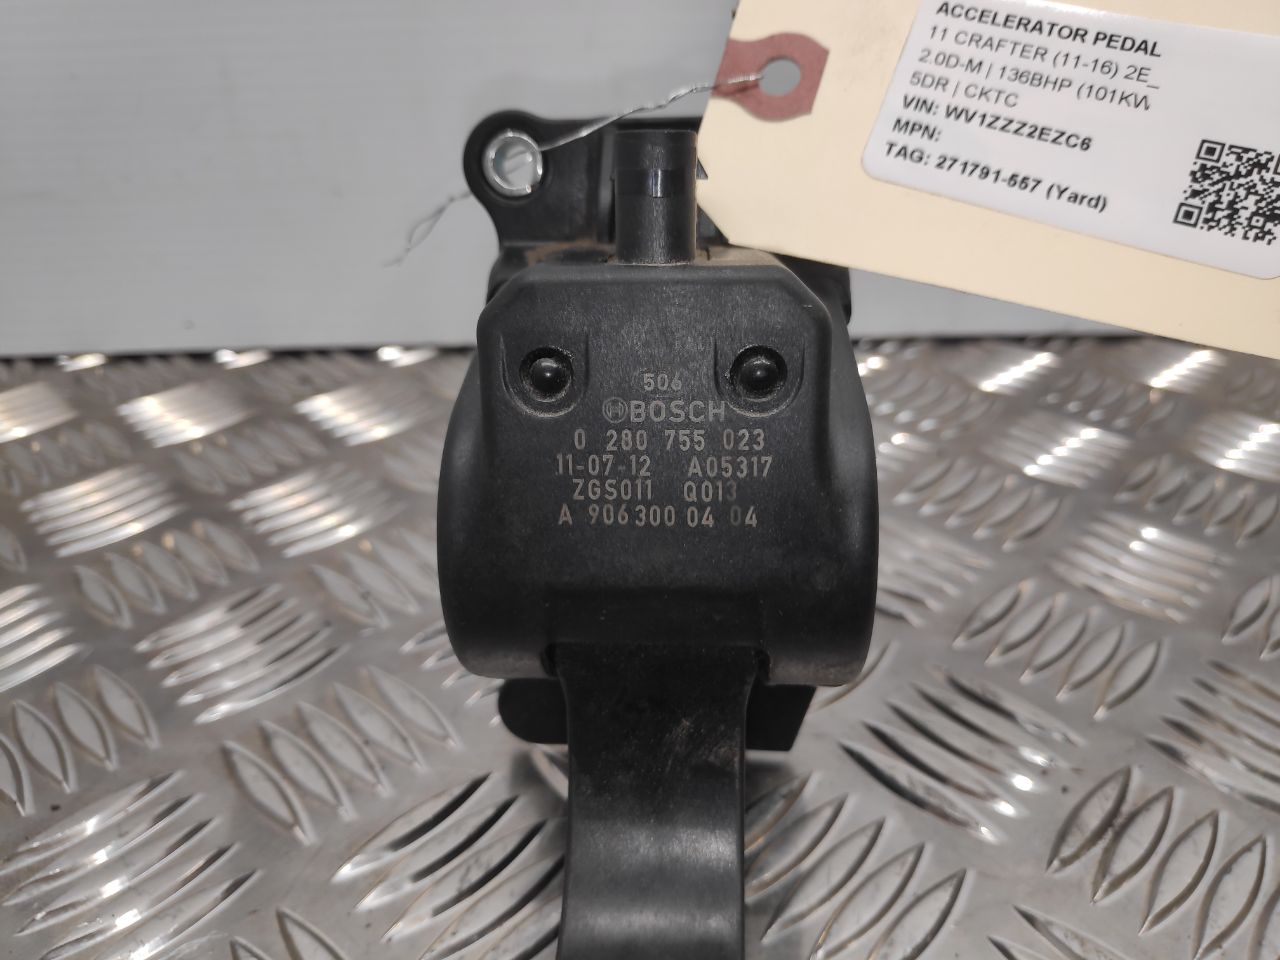 ACCELERATOR PEDAL
11 CRAFTER (11-16) 2E_
2.0D-M | 136BHP (101KW
5DR | CKTC
VIN: WV1ZZZ2EZC6
MPN:
TAG: 271791-557 (Yard)
506
BOSCH
0 280 755 023
11-07-12 A05317
ZGS011 Q013
A 906 300 04 04